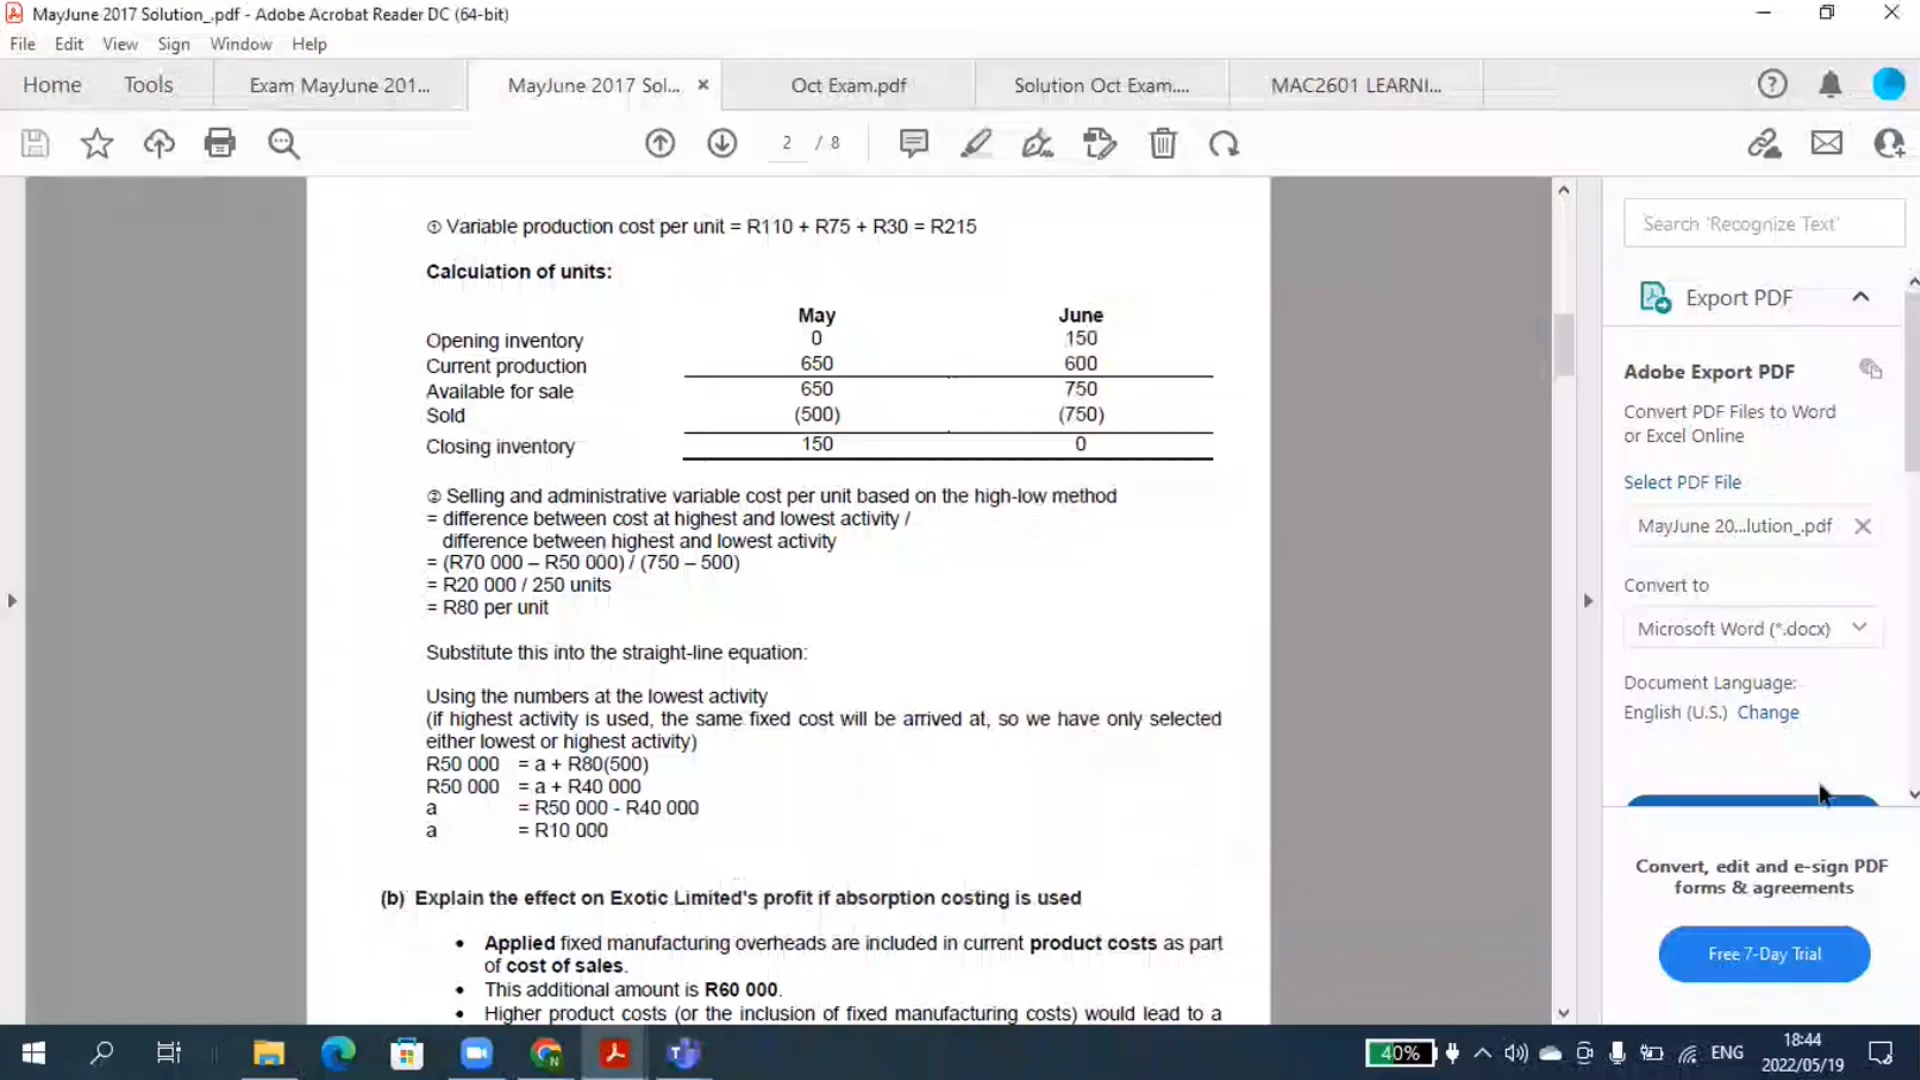 MayJune 2017 Solution_.pdf - Adobe Acrobat Reader DC (64-bit)
File Edit View Sign Window Help
Home Tools Exam MayJune 201... MayJune 2017 Sol... × Oct Exam.pdf Solution Oct Exam.... MAC2601 LEARNI...
2 / 8
① Variable production cost per unit = R110 + R75 + R30 = R215
Calculation of units:
May June
Opening inventory 0 150
Current production 650 600
Available for sale 650 750
Sold (500) (750)
Closing inventory 150 0
② Selling and administrative variable cost per unit based on the high-low method
= difference between cost at highest and lowest activity /
difference between highest and lowest activity
= (R70 000 – R50 000) / (750 – 500)
= R20 000 / 250 units
= R80 per unit
Substitute this into the straight-line equation:
Using the numbers at the lowest activity
(if highest activity is used, the same fixed cost will be arrived at, so we have only selected
either lowest or highest activity)
R50 000 = a + R80(500)
R50 000 = a + R40 000
a = R50 000 - R40 000
a = R10 000
(b) Explain the effect on Exotic Limited's profit if absorption costing is used
• Applied fixed manufacturing overheads are included in current product costs as part
of cost of sales.
• This additional amount is R60 000.
• Higher product costs (or the inclusion of fixed manufacturing costs) would lead to a
Search 'Recognize Text'
Export PDF
Adobe Export PDF
Convert PDF Files to Word
or Excel Online
Select PDF File
MayJune 20...lution_.pdf
Convert to
Microsoft Word (*.docx)
Document Language:
English (U.S.) Change
Convert, edit and e-sign PDF
forms & agreements
Free 7-Day Trial
40% ENG 18:44
2022/05/19